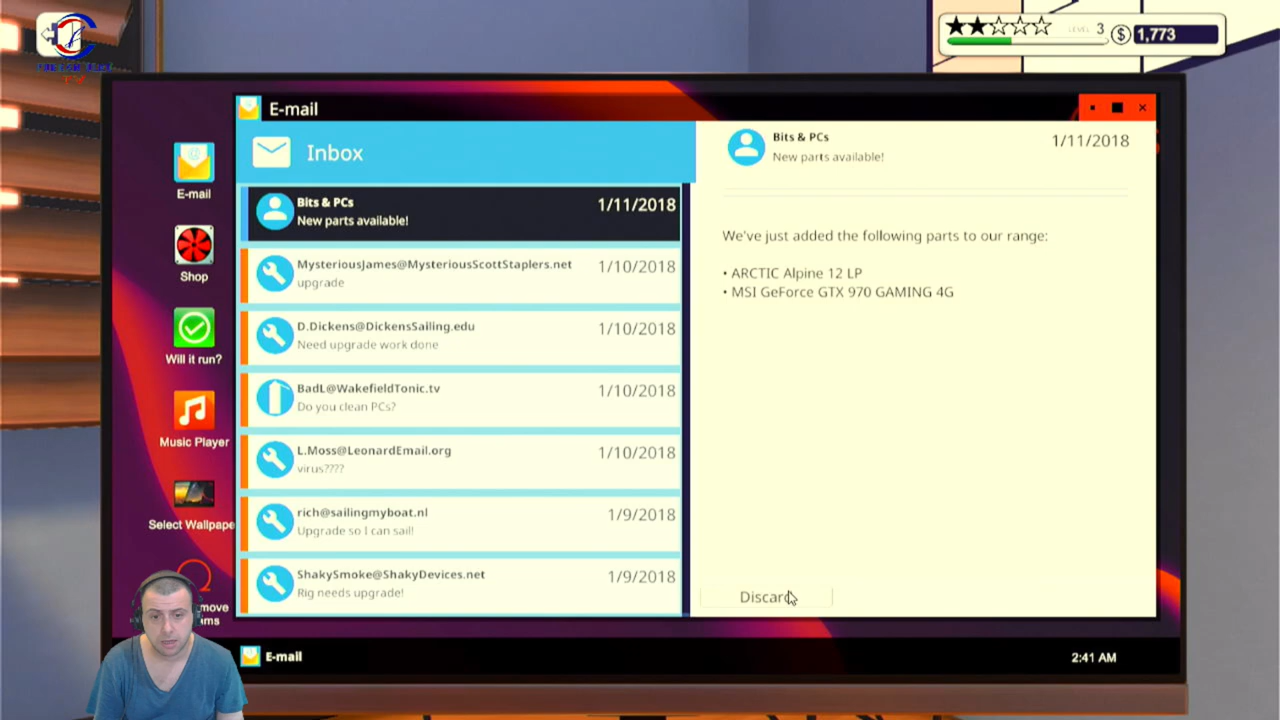 LEVEL 3
$ 1,773
E-mail
Inbox
Bits & PCs
New parts available!
1/11/2018
MysteriousJames@MysteriousScottStaplers.net
upgrade
1/10/2018
D.Dickens@DickensSailing.edu
Need upgrade work done
1/10/2018
BadL@WakefieldTonic.tv
Do you clean PCs?
1/10/2018
L.Moss@LeonardEmail.org
virus????
1/10/2018
rich@sailingmyboat.nl
Upgrade so I can sail!
1/9/2018
ShakySmoke@ShakyDevices.net
Rig needs upgrade!
1/9/2018
Bits & PCs
New parts available!
1/11/2018
We've just added the following parts to our range:
• ARCTIC Alpine 12 LP
• MSI GeForce GTX 970 GAMING 4G
Discard
E-mail
Shop
Will it run?
Music Player
Select Wallpape
E-mail
2:41 AM